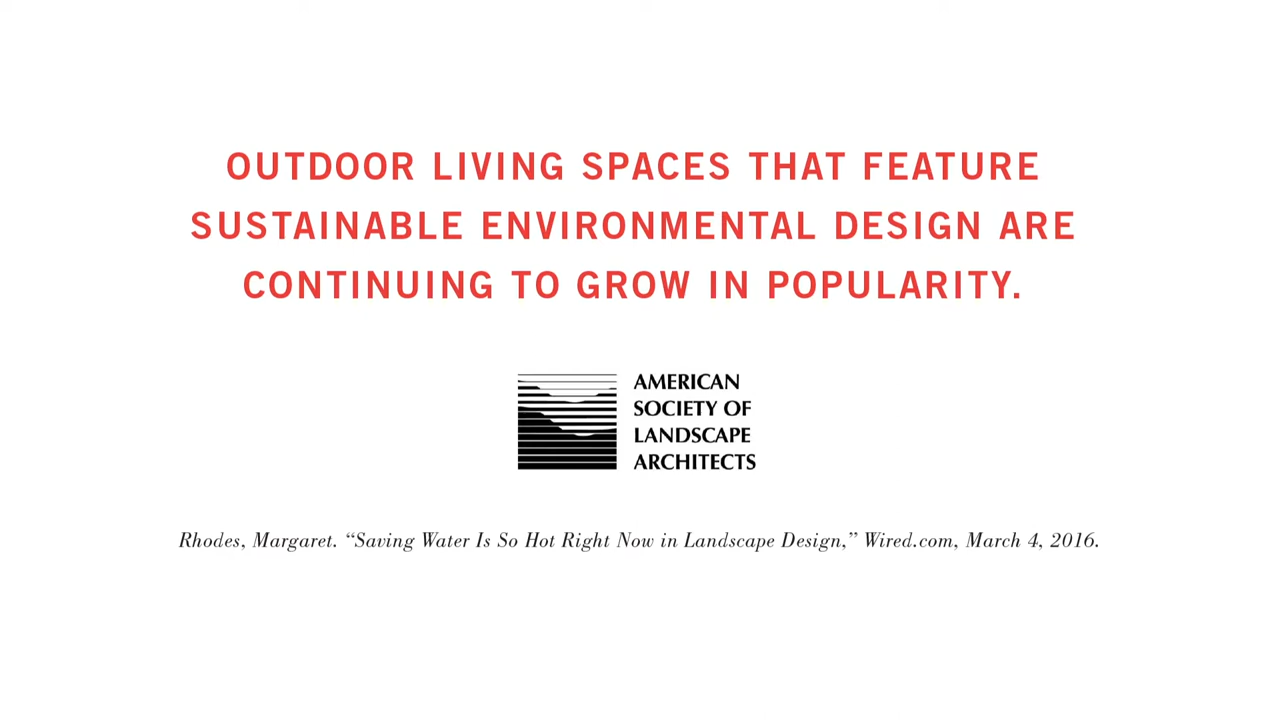 OUTDOOR LIVING SPACES THAT FEATURE
SUSTAINABLE ENVIRONMENTAL DESIGN ARE
CONTINUING TO GROW IN POPULARITY.
AMERICAN
SOCIETY OF
LANDSCAPE
ARCHITECTS
Rhodes, Margaret. “Saving Water Is So Hot Right Now in Landscape Design,” Wired.com, March 4, 2016.